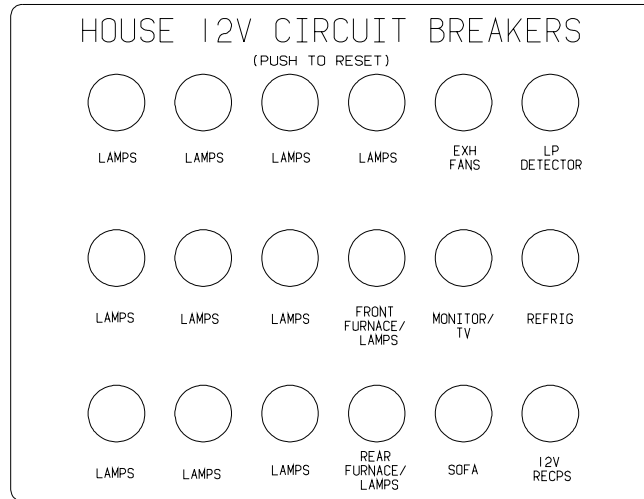 HOUSE 12V CIRCUIT BREAKERS
(PUSH TO RESET)
LAMPS LAMPS LAMPS LAMPS EXH FANS LP DETECTOR
LAMPS LAMPS LAMPS FRONT FURNACE/ LAMPS MONITOR/ TV REFRIG
LAMPS LAMPS LAMPS REAR FURNACE/ LAMPS SOFA 12V RECPS